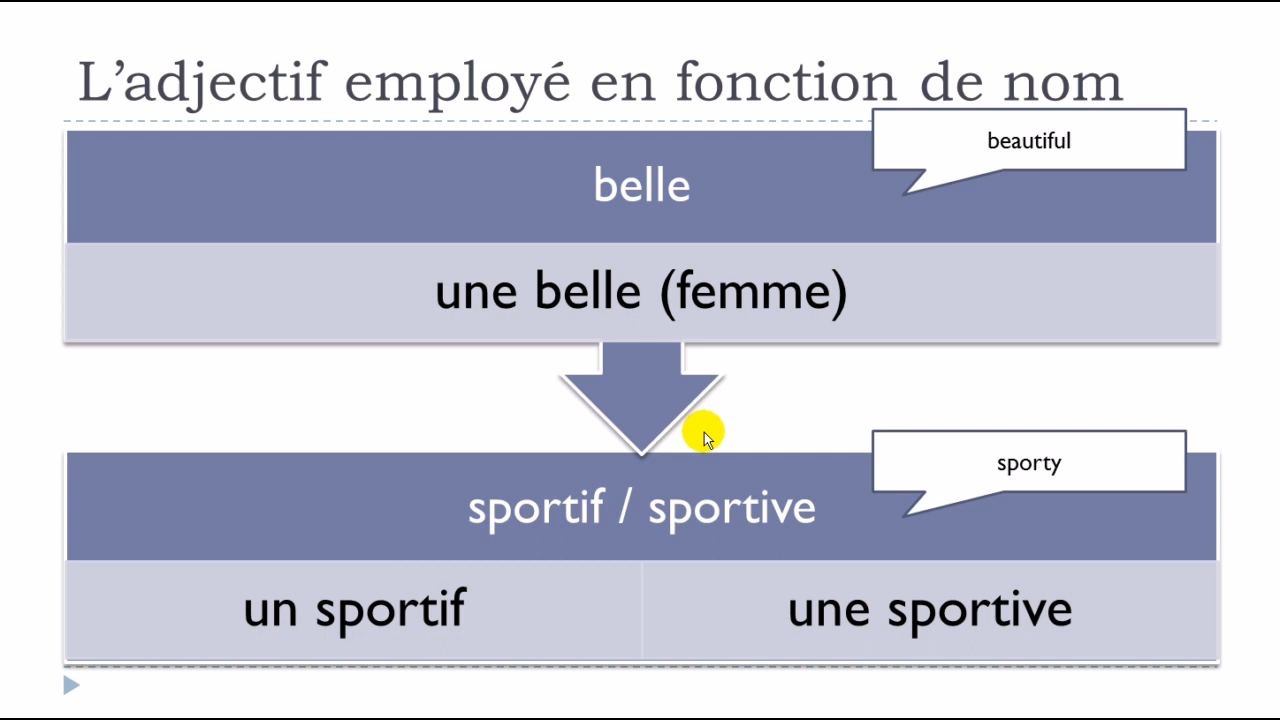 L’adjectif employé en fonction de nom
beautiful
belle
une belle (femme)
sporty
sportif / sportive
un sportif
une sportive